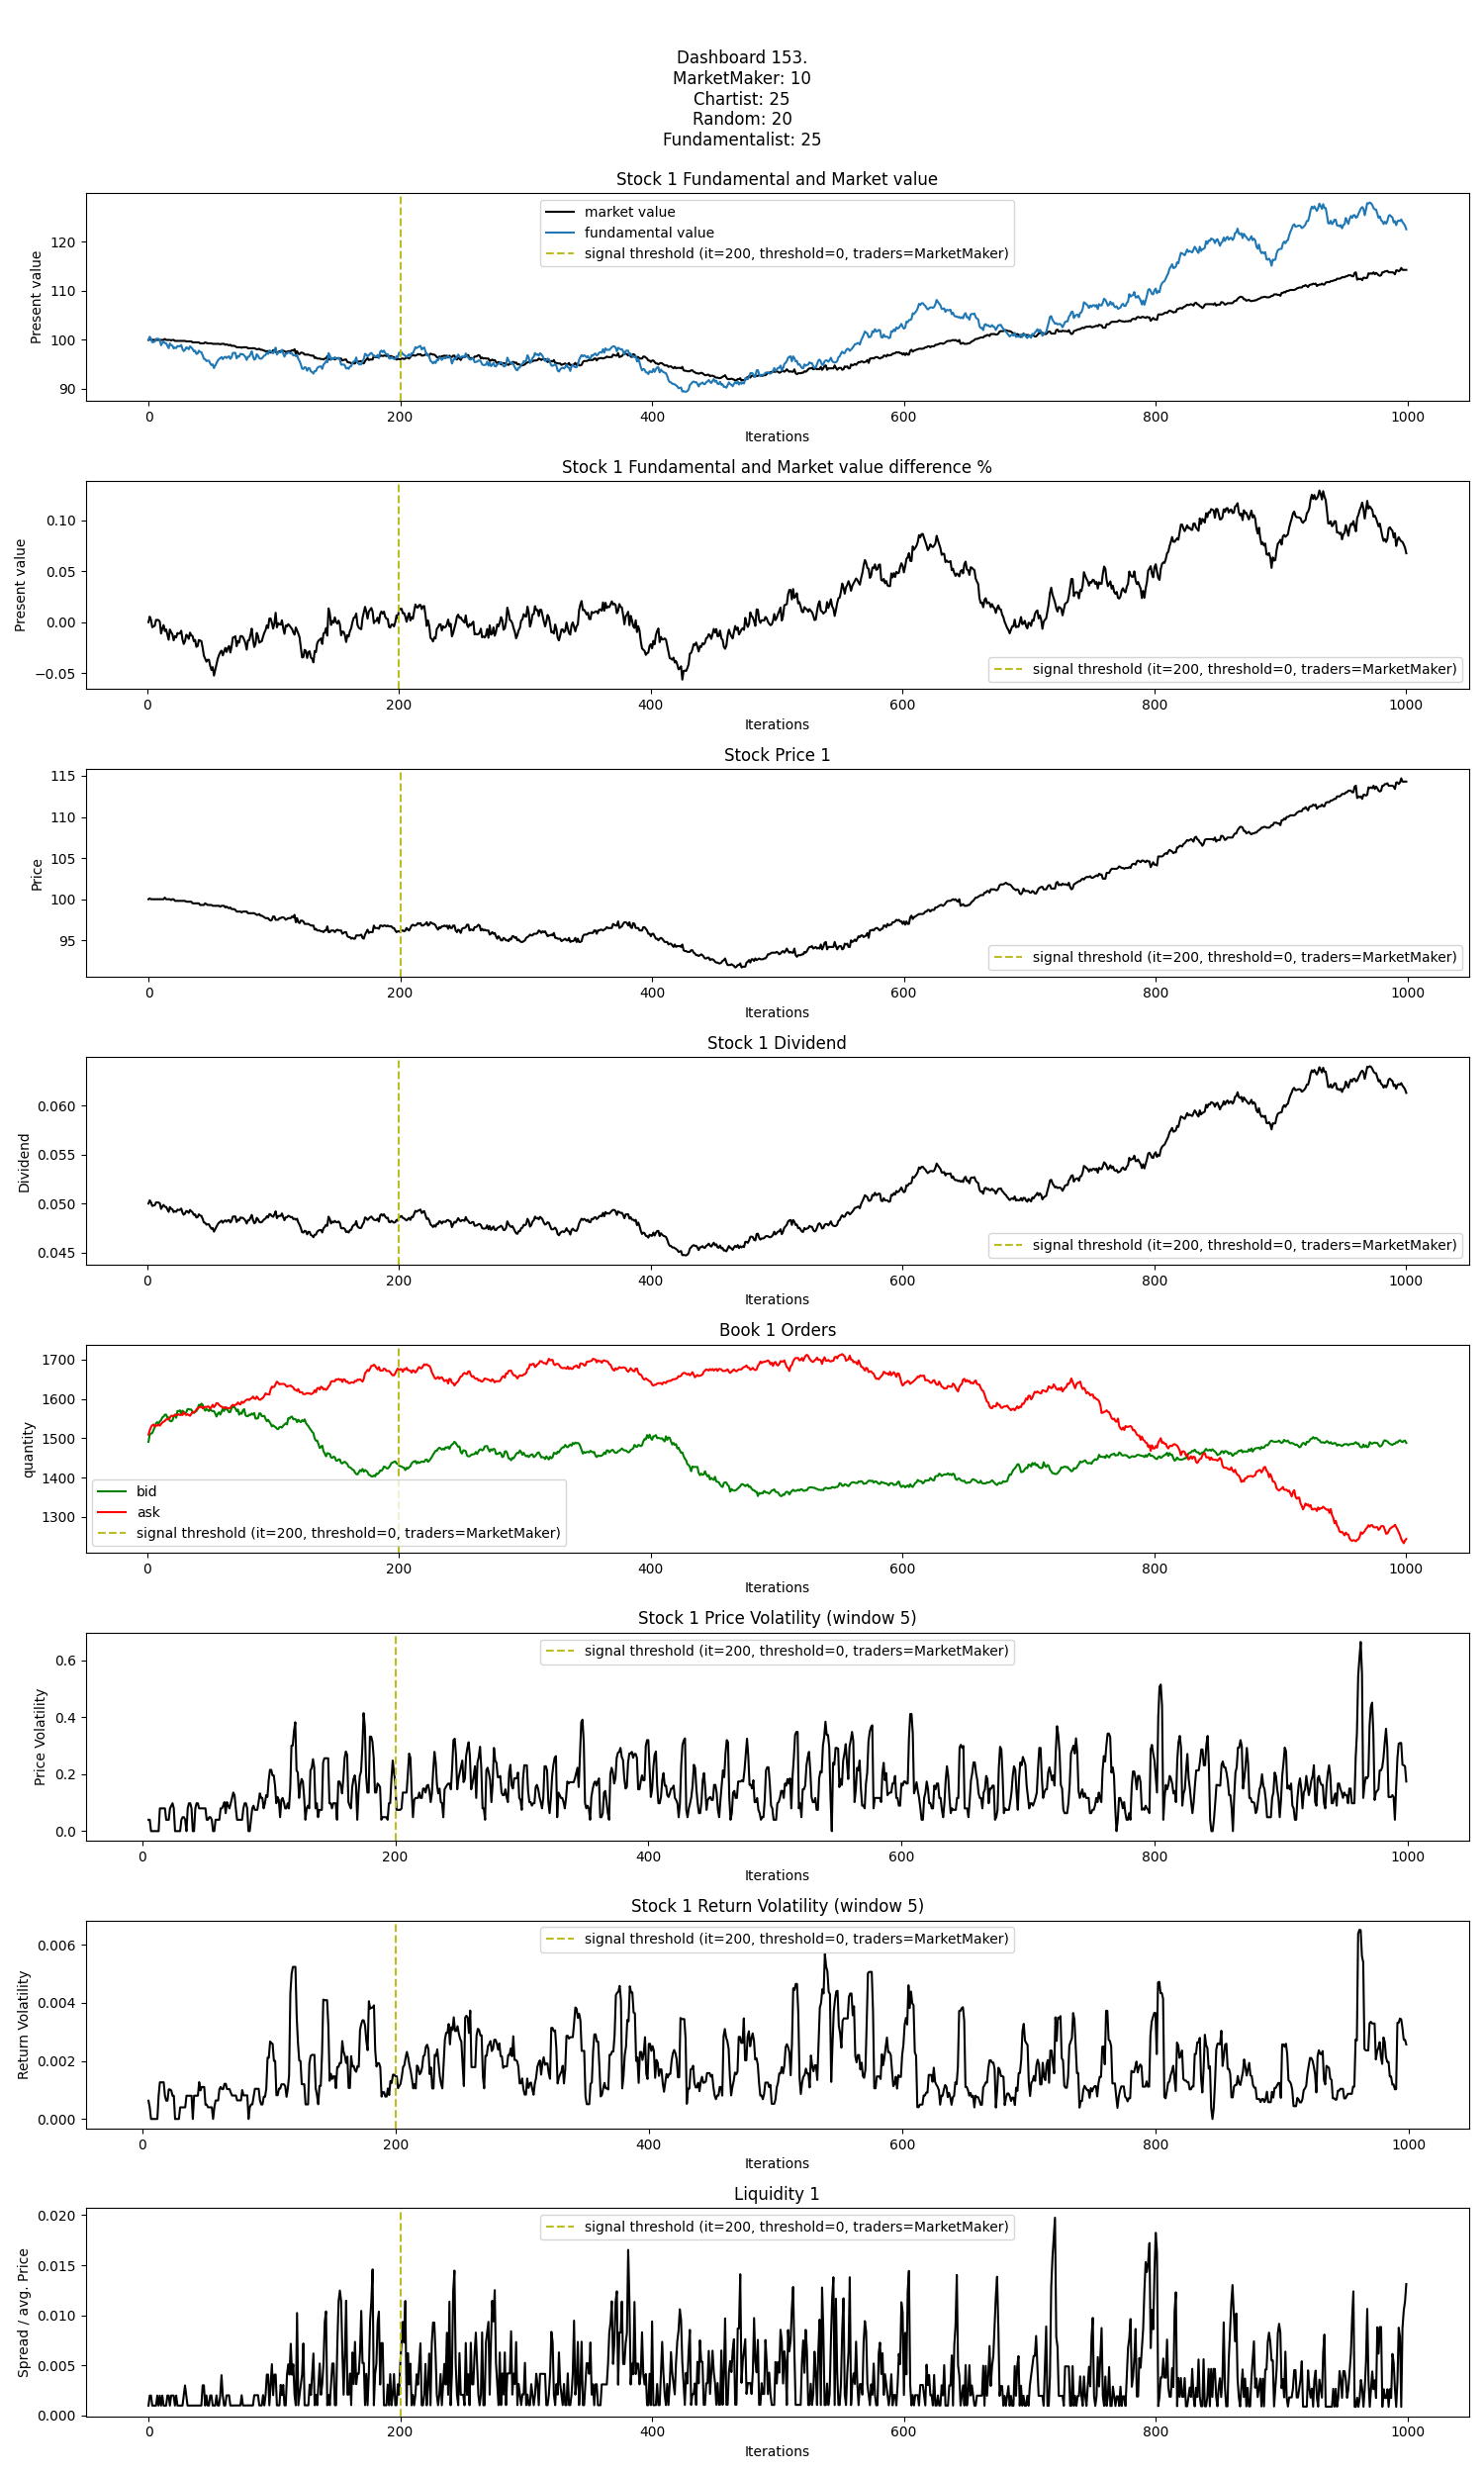 Dashboard 153.
MarketMaker: 10
Chartist: 25
Random: 20
Fundamentalist: 25
Stock 1 Fundamental and Market value
market value
fundamental value
signal threshold (it=200, threshold=0, traders=MarketMaker)
Present value
120
110
100
90
0 200 400 600 800 1000
Iterations
Stock 1 Fundamental and Market value difference %
Present value
0.10
0.05
0.00
−0.05
signal threshold (it=200, threshold=0, traders=MarketMaker)
0 200 400 600 800 1000
Iterations
Stock Price 1
Price
115
110
105
100
95
signal threshold (it=200, threshold=0, traders=MarketMaker)
0 200 400 600 800 1000
Iterations
Stock 1 Dividend
Dividend
0.060
0.055
0.050
0.045
signal threshold (it=200, threshold=0, traders=MarketMaker)
0 200 400 600 800 1000
Iterations
Book 1 Orders
quantity
1700
1600
1500
1400
1300
bid
ask
signal threshold (it=200, threshold=0, traders=MarketMaker)
0 200 400 600 800 1000
Iterations
Stock 1 Price Volatility (window 5)
signal threshold (it=200, threshold=0, traders=MarketMaker)
Price Volatility
0.6
0.4
0.2
0.0
0 200 400 600 800 1000
Iterations
Stock 1 Return Volatility (window 5)
signal threshold (it=200, threshold=0, traders=MarketMaker)
Return Volatility
0.006
0.004
0.002
0.000
0 200 400 600 800 1000
Iterations
Liquidity 1
signal threshold (it=200, threshold=0, traders=MarketMaker)
Spread / avg. Price
0.020
0.015
0.010
0.005
0.000
0 200 400 600 800 1000
Iterations